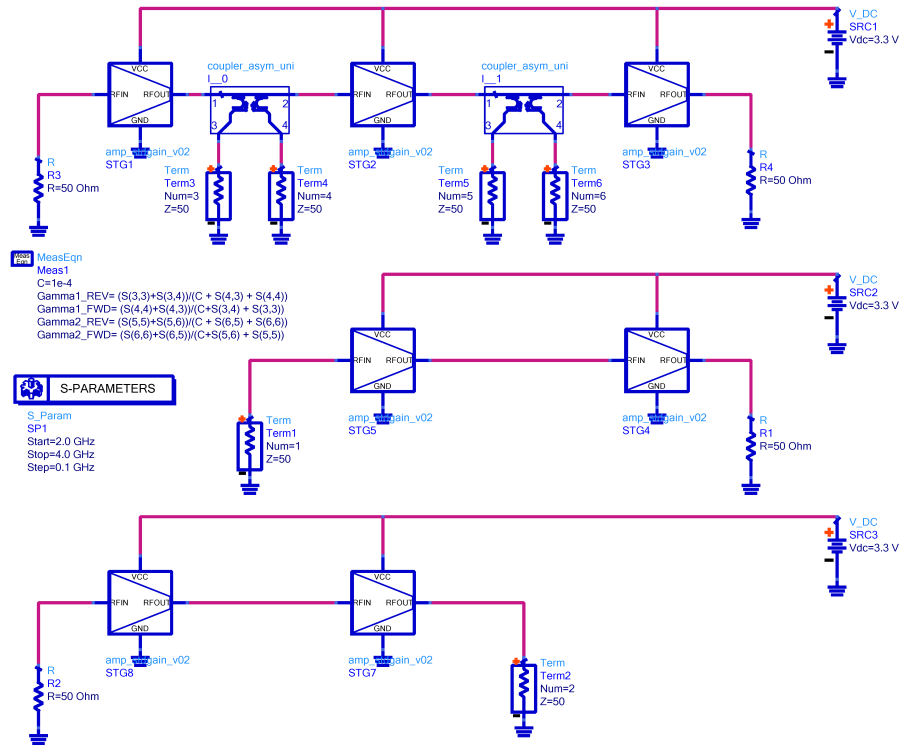 V_DC
SRC1
Vdc=3.3 V
coupler_asym_uni
I__0
coupler_asym_uni
I__1
VCC
RFIN
RFOUT
GND
1
2
3
4
VCC
RFIN
RFOUT
GND
1
2
3
4
VCC
RFIN
RFOUT
GND
STG1
STG2
STG3
R
R3
R=50 Ohm
Term
Term3
Num=3
Z=50
Term
Term4
Num=4
Z=50
Term
Term5
Num=5
Z=50
Term
Term6
Num=6
Z=50
R
R4
R=50 Ohm
Meas
Eqn
MeasEqn
Meas1
C=1e-4
Gamma1_REV= (S(3,3)+S(3,4))/(C + S(4,3) + S(4,4))
Gamma1_FWD= (S(4,4)+S(4,3))/(C+S(3,4) + S(3,3))
Gamma2_REV= (S(5,5)+S(5,6))/(C + S(6,5) + S(6,6))
Gamma2_FWD= (S(6,6)+S(6,5))/(C+S(5,6) + S(5,5))
V_DC
SRC2
Vdc=3.3 V
VCC
RFIN
RFOUT
GND
VCC
RFIN
RFOUT
GND
STG5
STG4
S-PARAMETERS
S_Param
SP1
Start=2.0 GHz
Stop=4.0 GHz
Step=0.1 GHz
Term
Term1
Num=1
Z=50
R
R1
R=50 Ohm
V_DC
SRC3
Vdc=3.3 V
VCC
RFIN
RFOUT
GND
VCC
RFIN
RFOUT
GND
STG8
STG7
R
R2
R=50 Ohm
Term
Term2
Num=2
Z=50